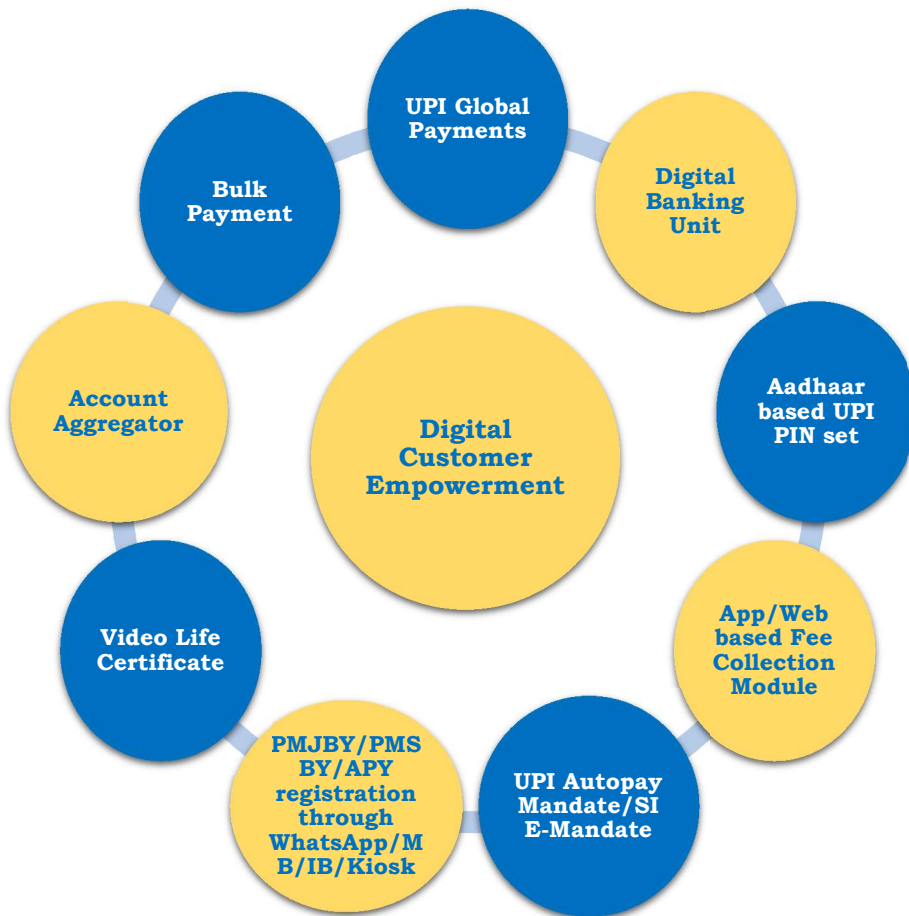 UPI Global
Payments
Digital
Banking
Unit
Aadhaar
based UPI
PIN set
App/Web
based Fee
Collection
Module
UPI Autopay
Mandate/SI
E-Mandate
PMJBY/PMS
BY/APY
registration
through
WhatsApp/M
B/IB/Kiosk
Video Life
Certificate
Account
Aggregator
Bulk
Payment
Digital
Customer
Empowerment